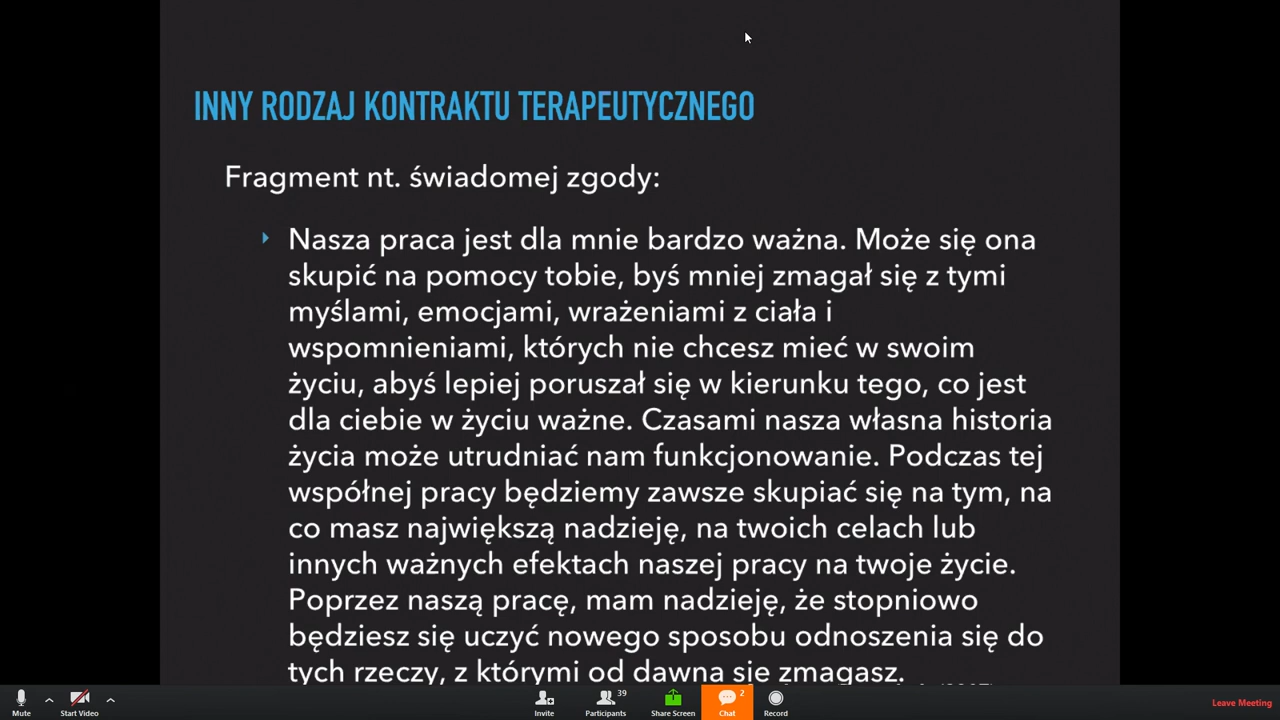 INNY RODZAJ KONTRAKTU TERAPEUTYCZNEGO
Fragment nt. świadomej zgody:
Nasza praca jest dla mnie bardzo ważna. Może się ona
skupić na pomocy tobie, byś mniej zmagał się z tymi
myślami, emocjami, wrażeniami z ciała i
wspomnieniami, których nie chcesz mieć w swoim
życiu, abyś lepiej poruszał się w kierunku tego, co jest
dla ciebie w życiu ważne. Czasami nasza własna historia
życia może utrudniać nam funkcjonowanie. Podczas tej
wspólnej pracy będziemy zawsze skupiać się na tym, na
co masz największą nadzieję, na twoich celach lub
innych ważnych efektach naszej pracy na twoje życie.
Poprzez naszą pracę, mam nadzieję, że stopniowo
będziesz się uczyć nowego sposobu odnoszenia się do
tych rzeczy, z którymi od dawna się zmagasz.
Mute
Start Video
Invite
39
Participants
Share Screen
2
Chat
Record
Leave Meeting